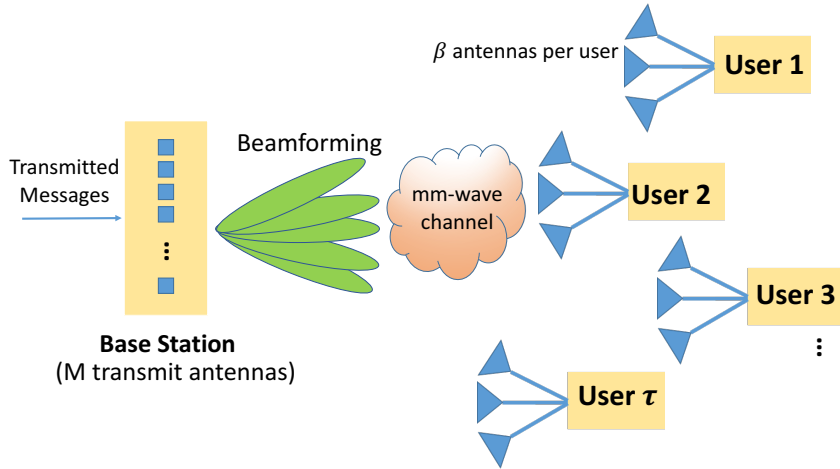 β antennas per user
User 1
Beamforming
Transmitted
Messages
mm-wave
channel
User 2
...
User 3
...
Base Station
(M transmit antennas)
User τ